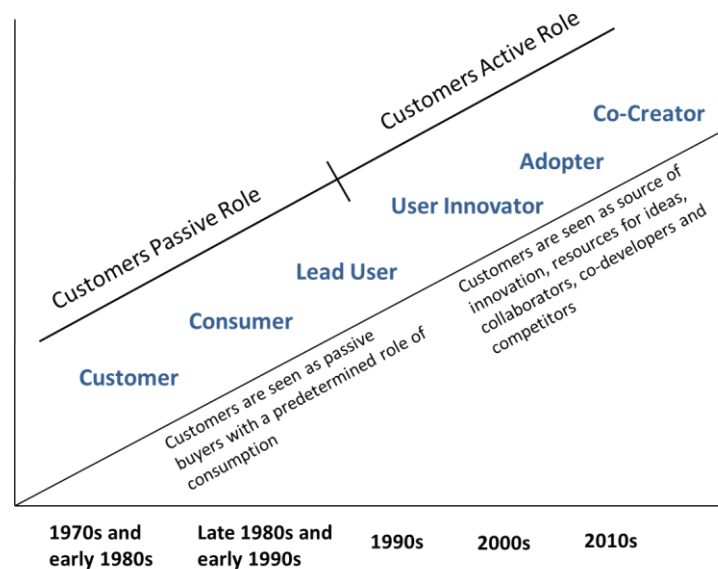 Customers Active Role
Customers Passive Role
Co-Creator
Adopter
User Innovator
Lead User
Consumer
Customer
Customers are seen as source of
innovation, resources for ideas,
collaborators, co-developers and
competitors
Customers are seen as passive
buyers with a predetermined role of
consumption
1970s and
early 1980s
Late 1980s and
early 1990s
1990s
2000s
2010s